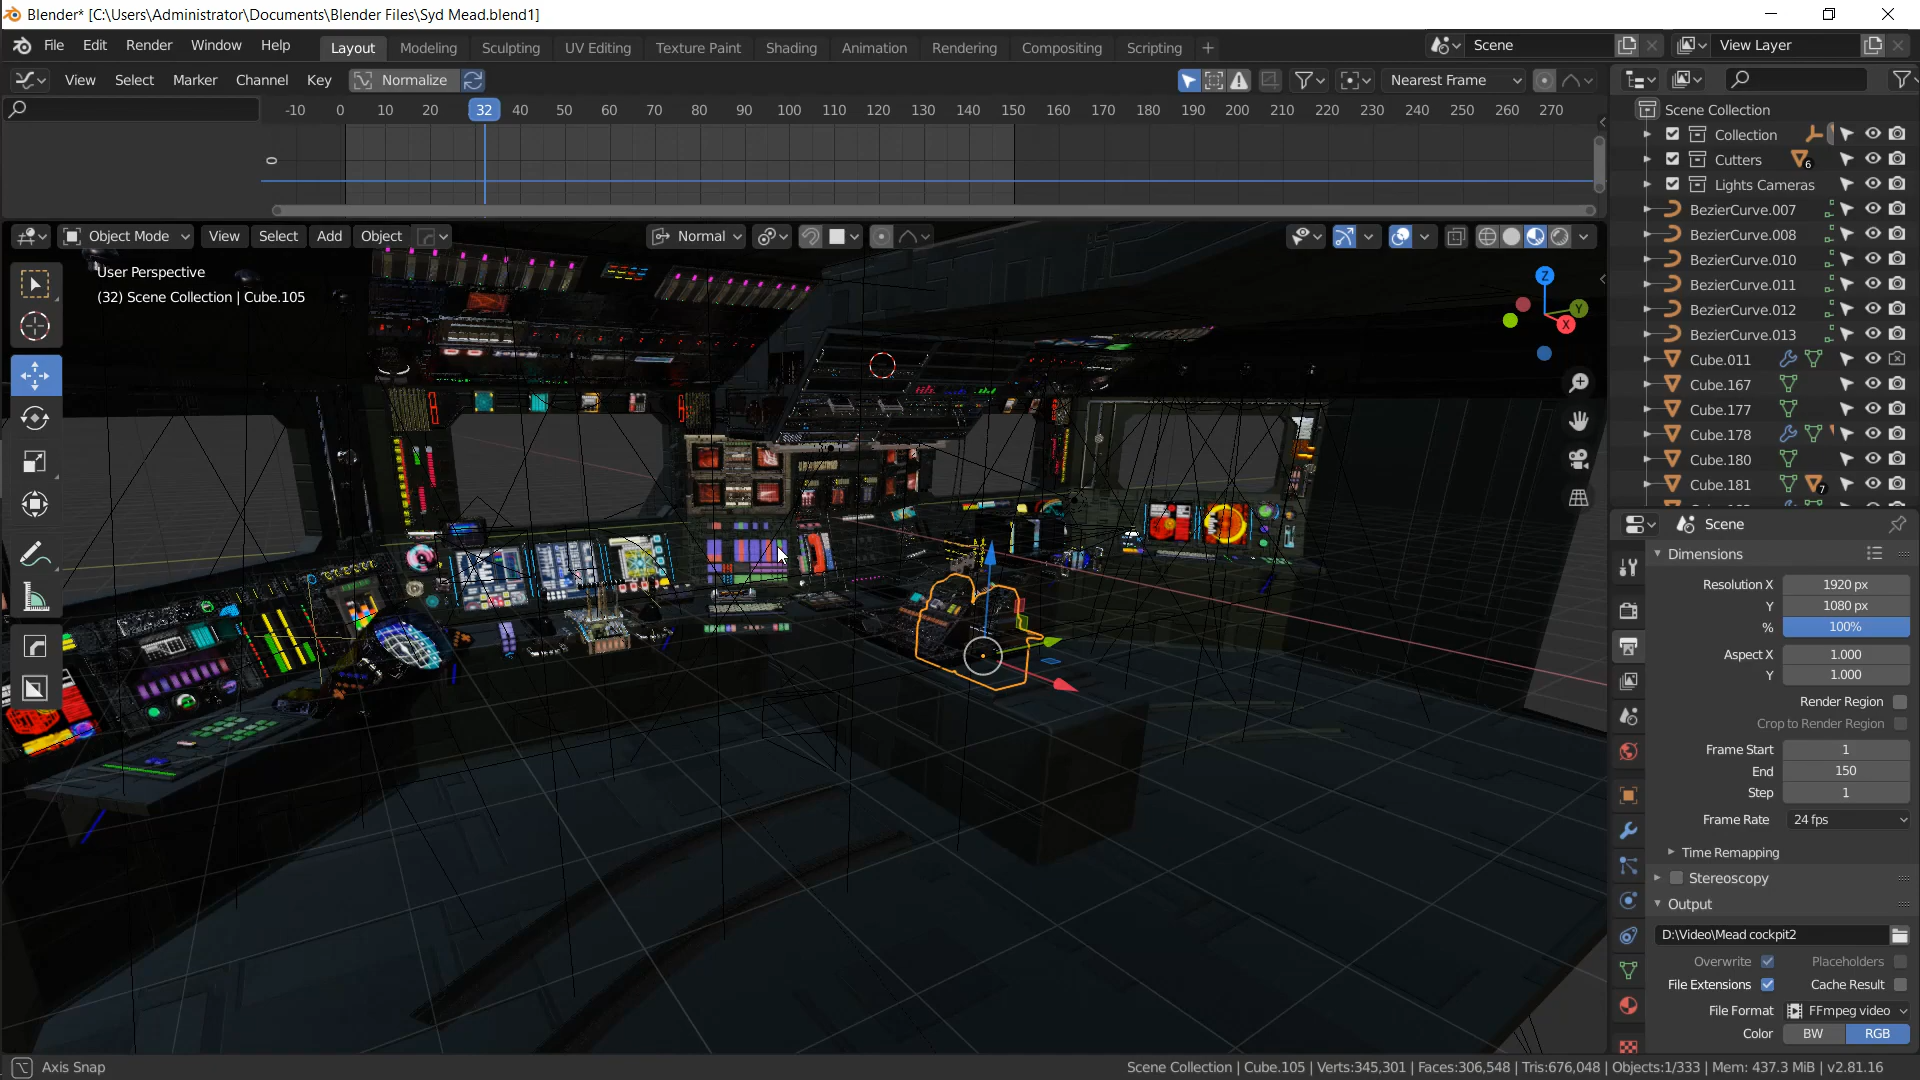 Blender* [C:\Users\Administrator\Documents\Blender Files\Syd Mead.blend1]
File Edit Render Window Help Layout Modeling Sculpting UV Editing Texture Paint Shading Animation Rendering Compositing Scripting + Scene View Layer
View Select Marker Channel Key Normalize Nearest Frame
-10 0 10 20 32 40 50 60 70 80 90 100 110 120 130 140 150 160 170 180 190 200 210 220 230 240 250 260 270
0
Object Mode View Select Add Object Normal
User Perspective
(32) Scene Collection | Cube.105
Z
Y
X
Scene Collection
Collection
Cutters 6
Lights Cameras
BezierCurve.007
BezierCurve.008
BezierCurve.010
BezierCurve.011
BezierCurve.012
BezierCurve.013
Cube.011
Cube.167
Cube.177
Cube.178
Cube.180
Cube.181 7
Scene
Dimensions
Resolution X 1920 px
Y 1080 px
% 100%
Aspect X 1.000
Y 1.000
Render Region
Crop to Render Region
Frame Start 1
End 150
Step 1
Frame Rate 24 fps
Time Remapping
Stereoscopy
Output
D:\Video\Mead cockpit2
Overwrite Placeholders
File Extensions Cache Result
File Format FFmpeg video
Color BW RGB
Axis Snap
Scene Collection | Cube.105 | Verts:345,301 | Faces:306,548 | Tris:676,048 | Objects:1/333 | Mem: 437.3 MiB | v2.81.16